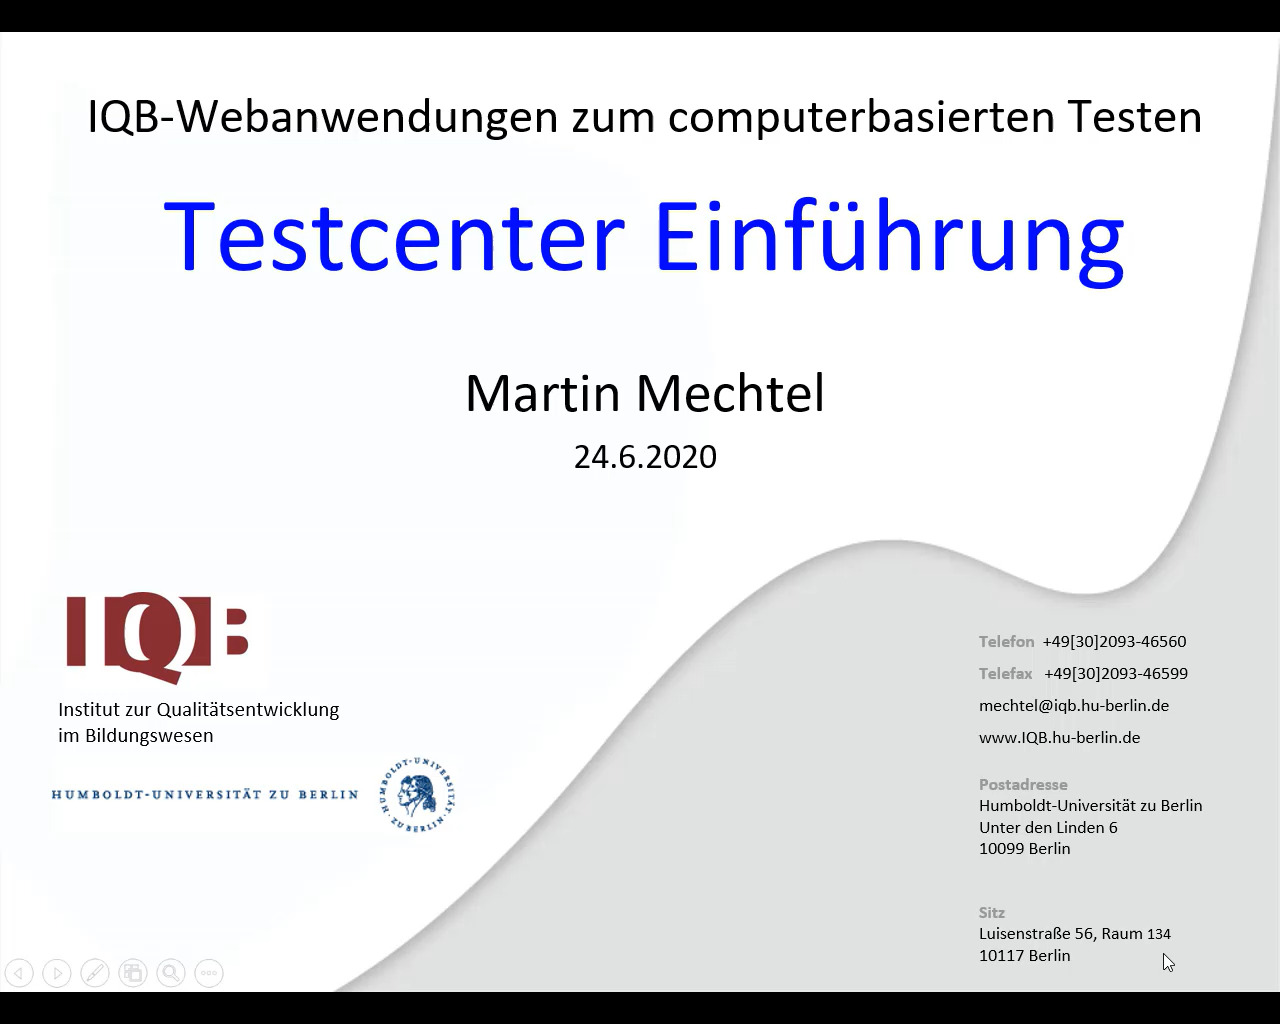 IQB-Webanwendungen zum computerbasierten Testen
Testcenter Einführung
Martin Mechtel
24.6.2020
IQB
Institut zur Qualitätsentwicklung
im Bildungswesen
HUMBOLDT-UNIVERSITÄT ZU BERLIN
HUMBOLDT-UNIVERSITÄT ZU BERLIN
Telefon +49[30]2093-46560
Telefax +49[30]2093-46599
mechtel@iqb.hu-berlin.de
www.IQB.hu-berlin.de
Postadresse
Humboldt-Universität zu Berlin
Unter den Linden 6
10099 Berlin
Sitz
Luisenstraße 56, Raum 134
10117 Berlin